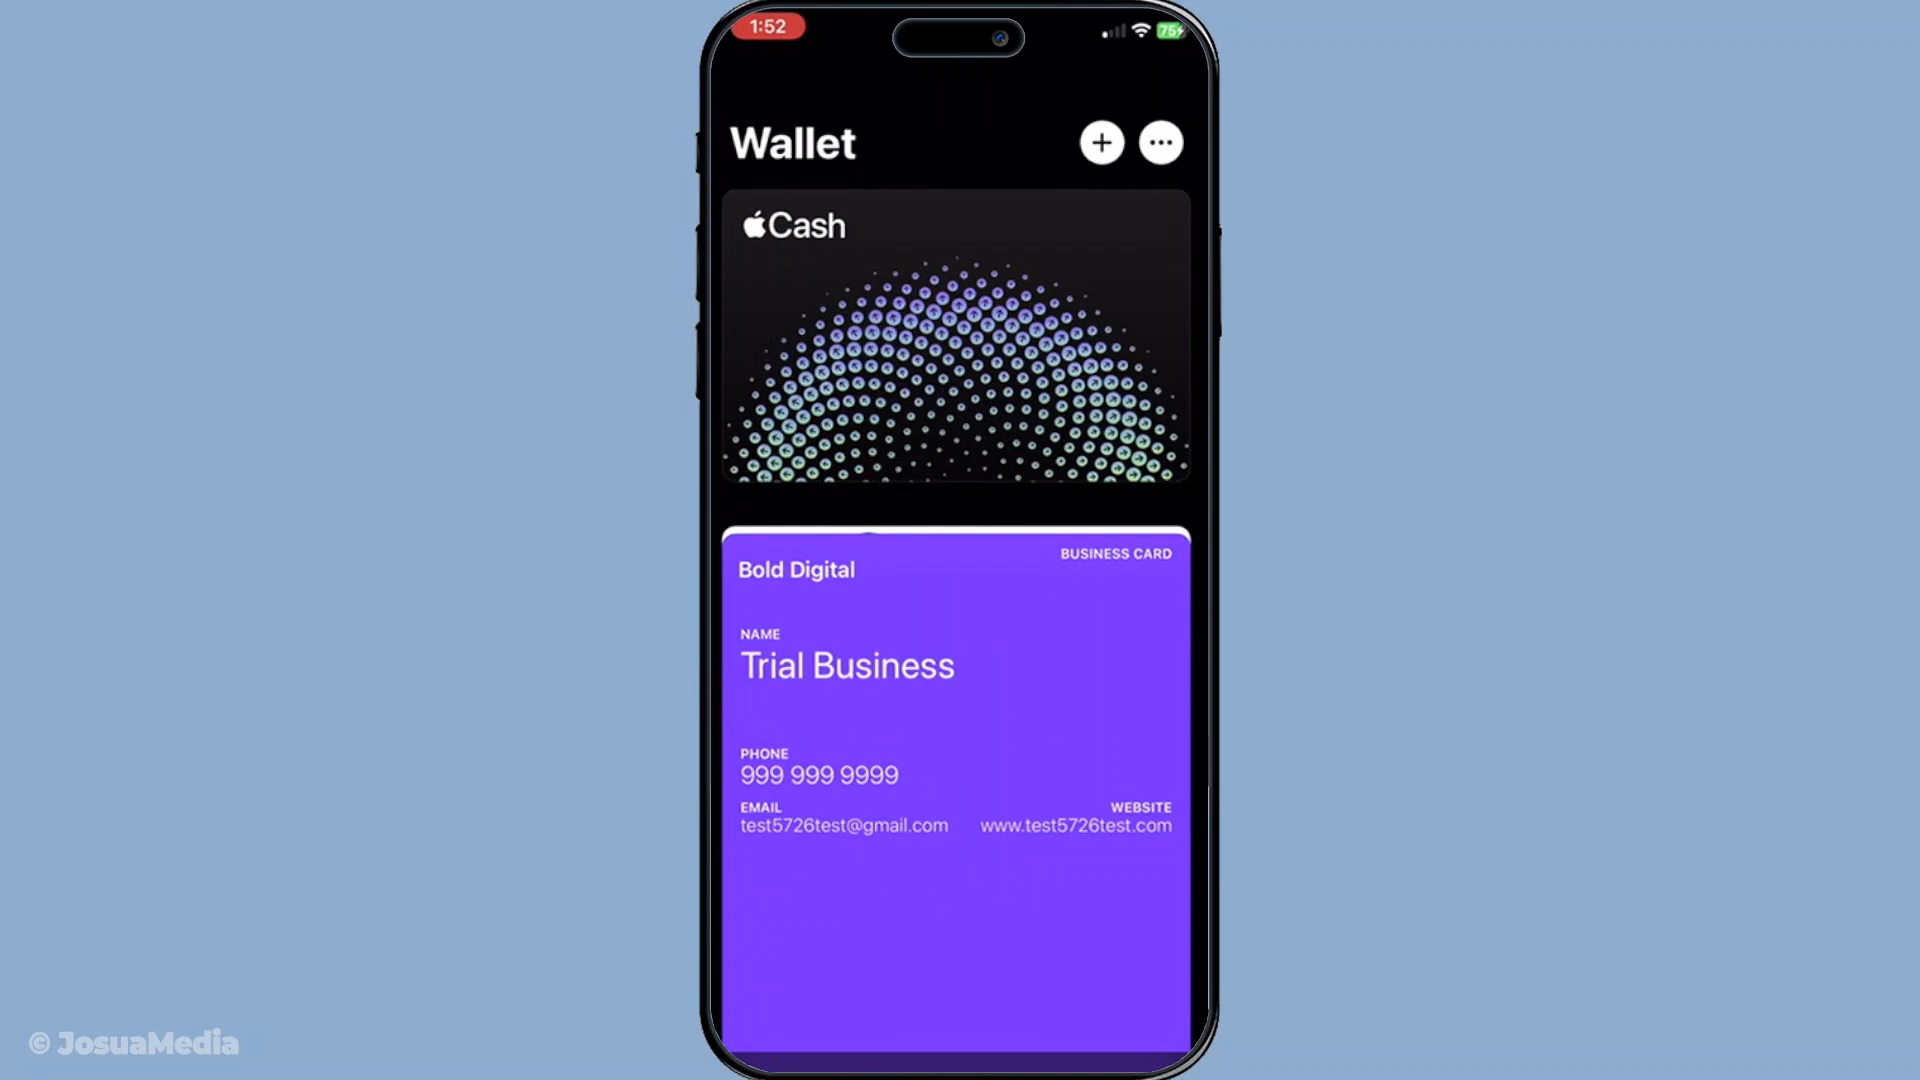 1:52
75
Wallet
Cash
BUSINESS CARD
Bold Digital
NAME
Trial Business
PHONE
999 999 9999
EMAIL
WEBSITE
test5726test@gmail.com
www.test5726test.com
© JosuaMedia